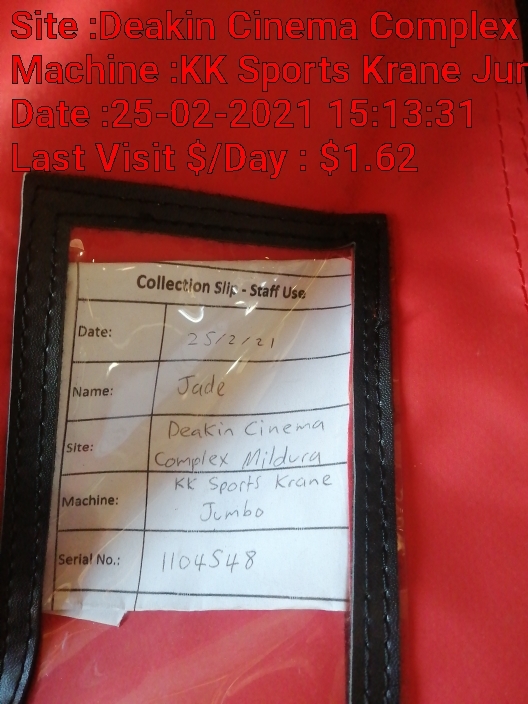 Site :Deakin Cinema Complex
Machine :KK Sports Krane Jum
Date :25-02-2021 15:13:31
Last Visit $/Day : $1.62
Collection Slip - Staff Use
Date: 25/2/21
Name: Jade
Site: Deakin Cinema
Complex Mildura
Machine: KK Sports Krane
Jumbo
Serial No.: 1104548